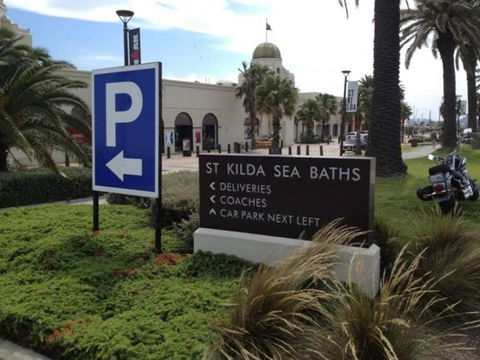 P
ST KILDA SEA BATHS
< DELIVERIES
< COACHES
^ CAR PARK NEXT LEFT